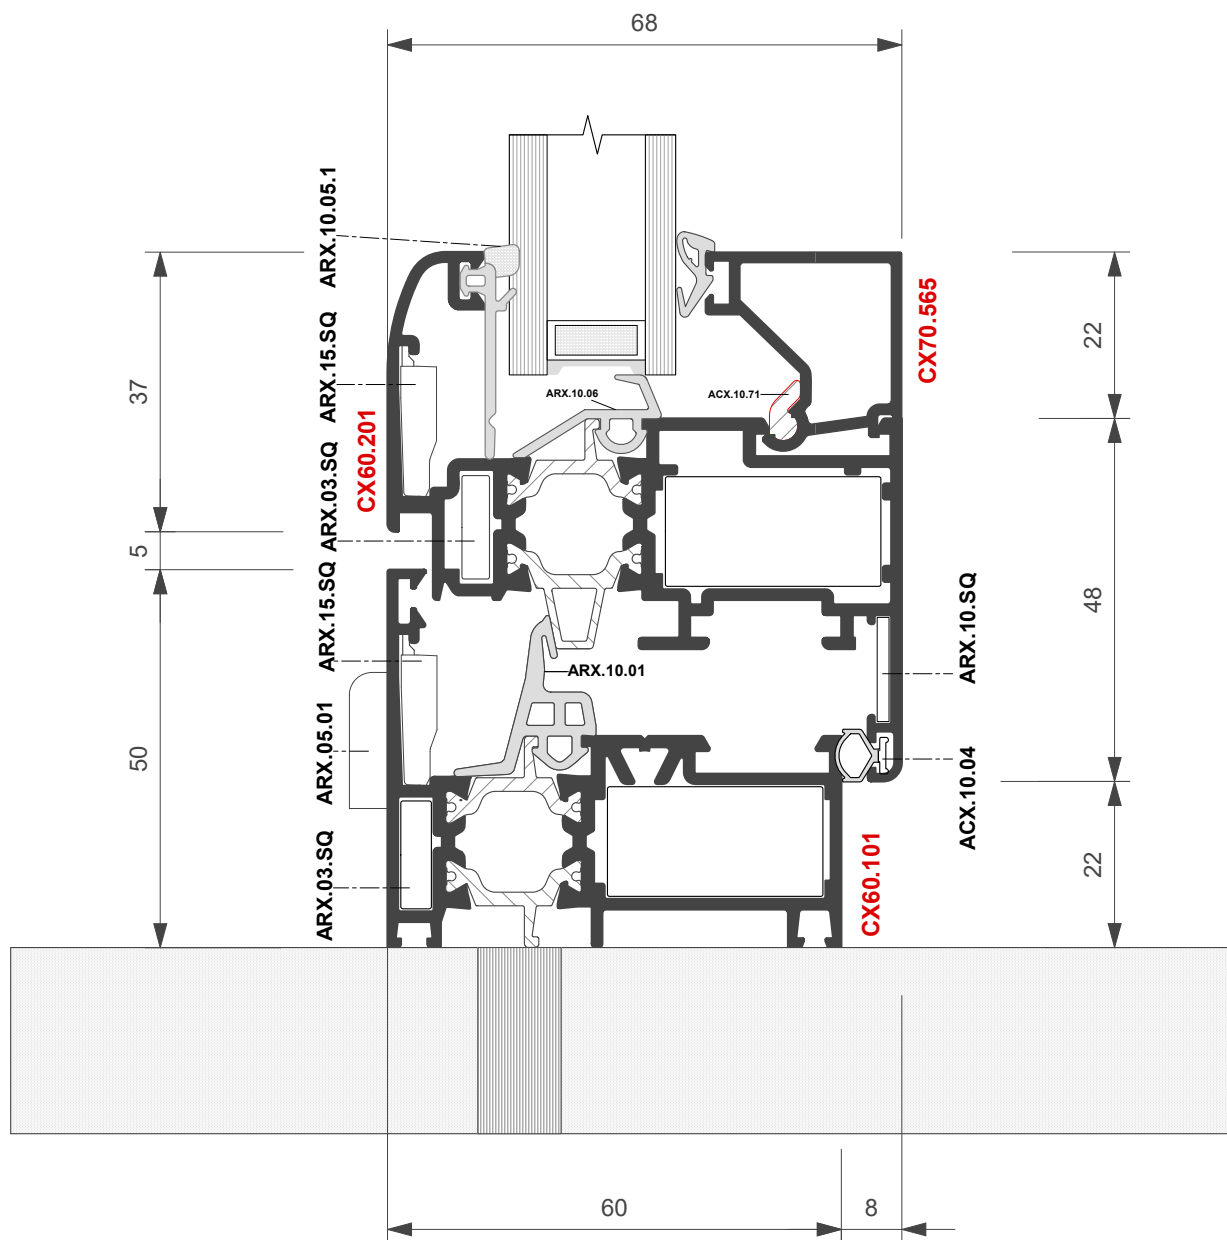 68
ARX.10.05.1
ARX.15.SQ
CX60.201
ARX.03.SQ
ARX.15.SQ
ARX.05.01
ARX.03.SQ
37
5
50
ARX.10.06
ACX.10.71
ARX.10.01
CX70.565
ARX.10.SQ
ACX.10.04
CX60.101
22
48
22
60
8